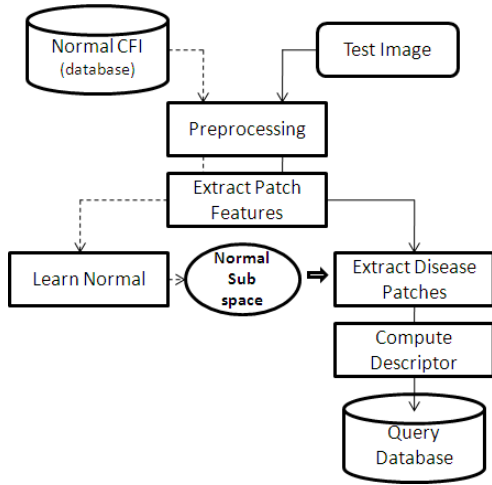 Normal CFI
(database)
Test Image
Preprocessing
Extract Patch
Features
Learn Normal
Normal
Sub
space
Extract Disease
Patches
Compute
Descriptor
Query
Database